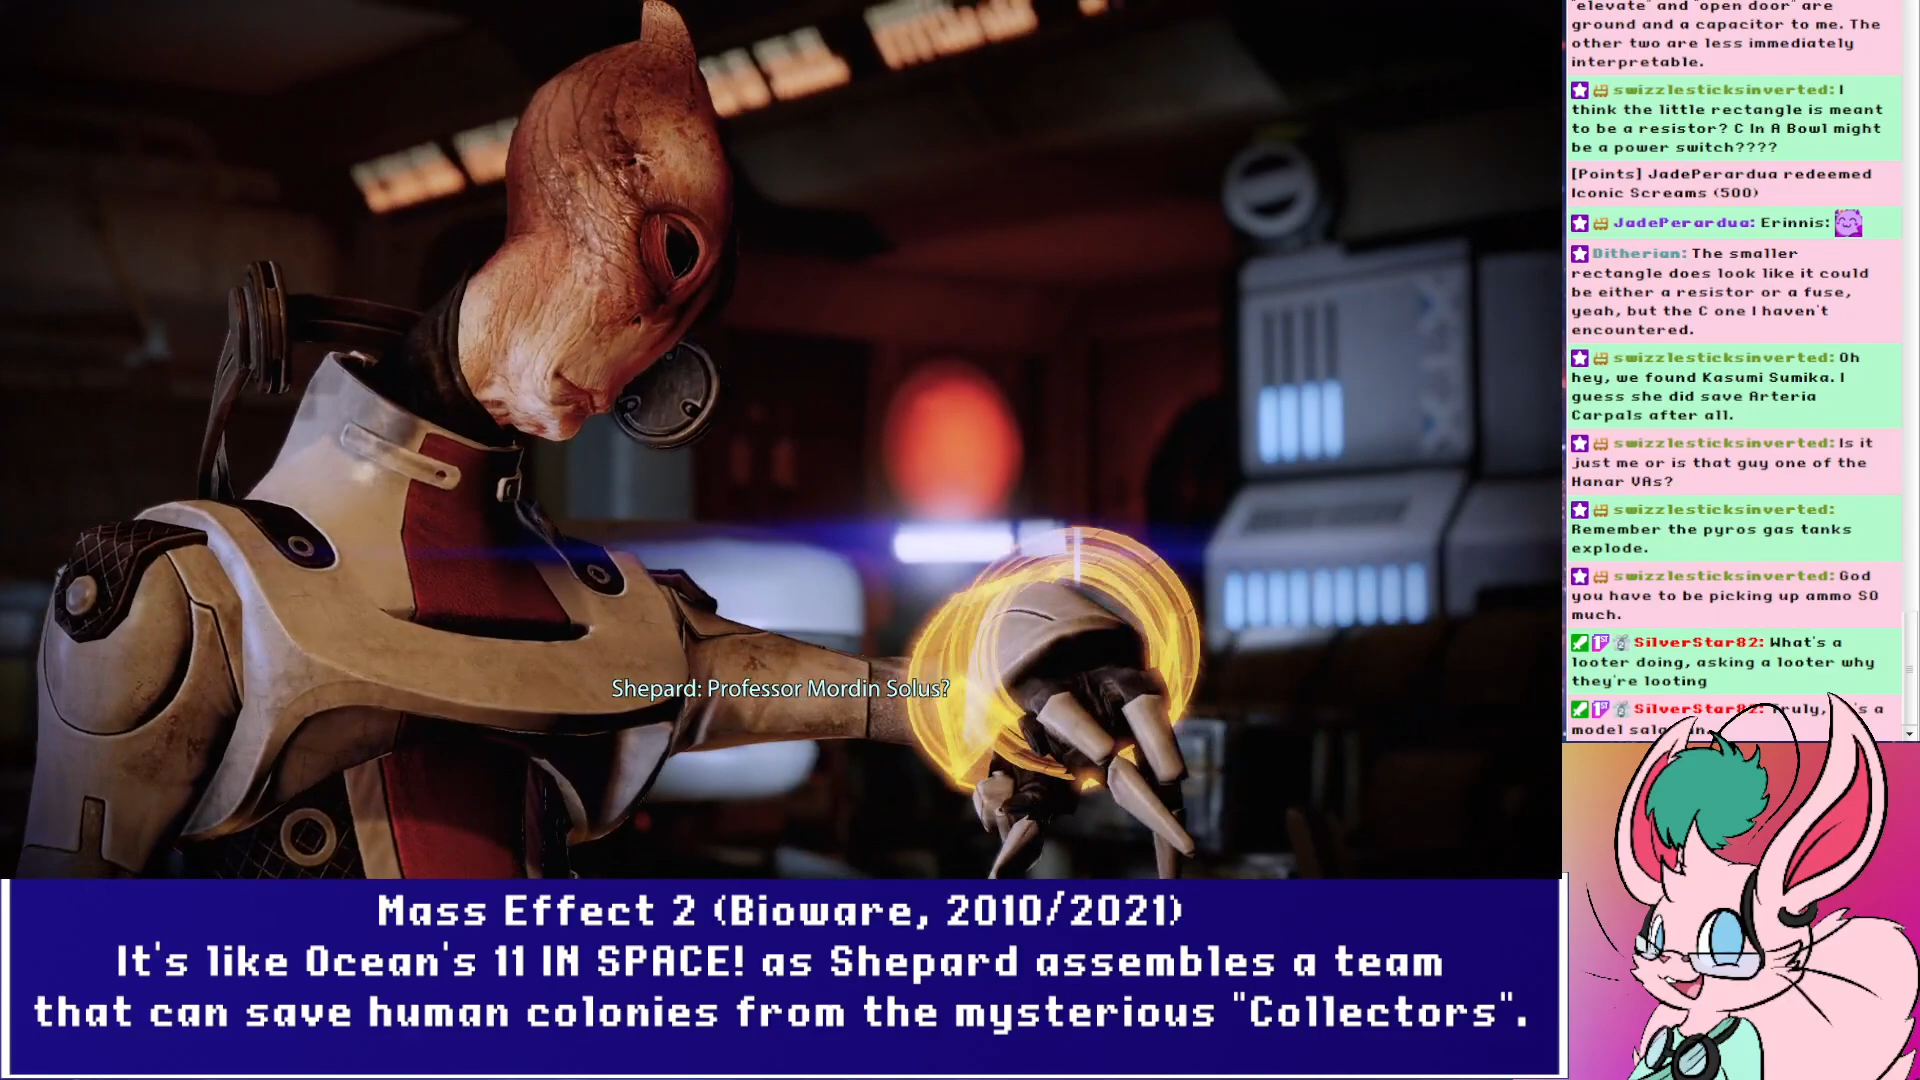 "elevate" and "open door" are
ground and a capacitor to me. The
other two are less immediately
interpretable.
swizzlesticksinverted: I
think the little rectangle is meant
to be a resistor? C In A Bowl might
be a power switch????
[Points] JadePerardua redeemed
Iconic Screams (500)
JadePerardua: Erinnis:
Ditherian: The smaller
rectangle does look like it could
be either a resistor or a fuse,
yeah, but the C one I haven't
encountered.
swizzlesticksinverted: Oh
hey, we found Kasumi Sumika. I
guess she did save Arteria
Carpals after all.
swizzlesticksinverted: Is it
just me or is that guy one of the
Hanar VAs?
swizzlesticksinverted:
Remember the pyros gas tanks
explode.
swizzlesticksinverted: God
you have to be picking up ammo SO
much.
SilverStar82: What's a
looter doing, asking a looter why
they're looting
SilverStar82: Truly, a
model
Shepard: Professor Mordin Solus?
Mass Effect 2 (Bioware, 2010/2021)
It's like Ocean's 11 IN SPACE! as Shepard assembles a team
that can save human colonies from the mysterious "Collectors".